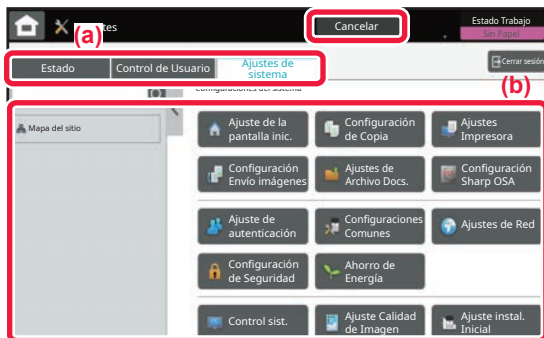 (a)
Cancelar
Estado Trabajo
Sin Papel
Estado
Control de Usuario
Ajustes de
sistema
Cerrar sesión
(b)
Mapa del sitio
Ajuste de la
pantalla inic.
Configuración
de Copia
Ajustes
Impresora
Configuración
Envío imágenes
Ajustes de
Archivo Docs.
Configuración
Sharp OSA
Ajuste de
autenticación
Configuraciones
Comunes
Ajustes de Red
Configuración
de Seguridad
Ahorro de
Energía
Control sist.
Ajuste Calidad
de Imagen
Ajuste instal.
Inicial